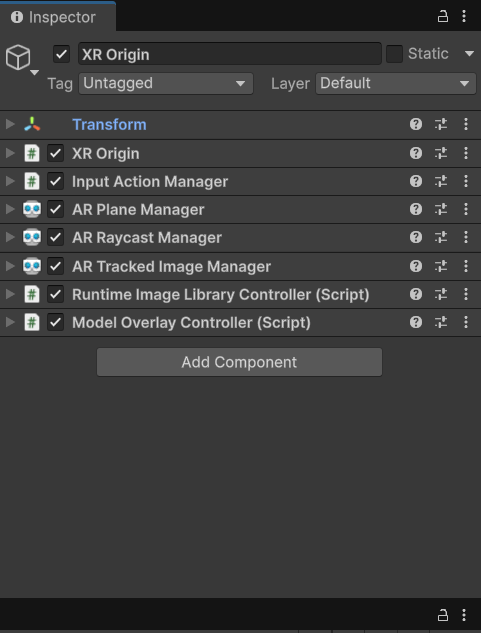 Inspector
XR Origin Static
Tag Untagged Layer Default
Transform
XR Origin
Input Action Manager
AR Plane Manager
AR Raycast Manager
AR Tracked Image Manager
Runtime Image Library Controller (Script)
Model Overlay Controller (Script)
Add Component